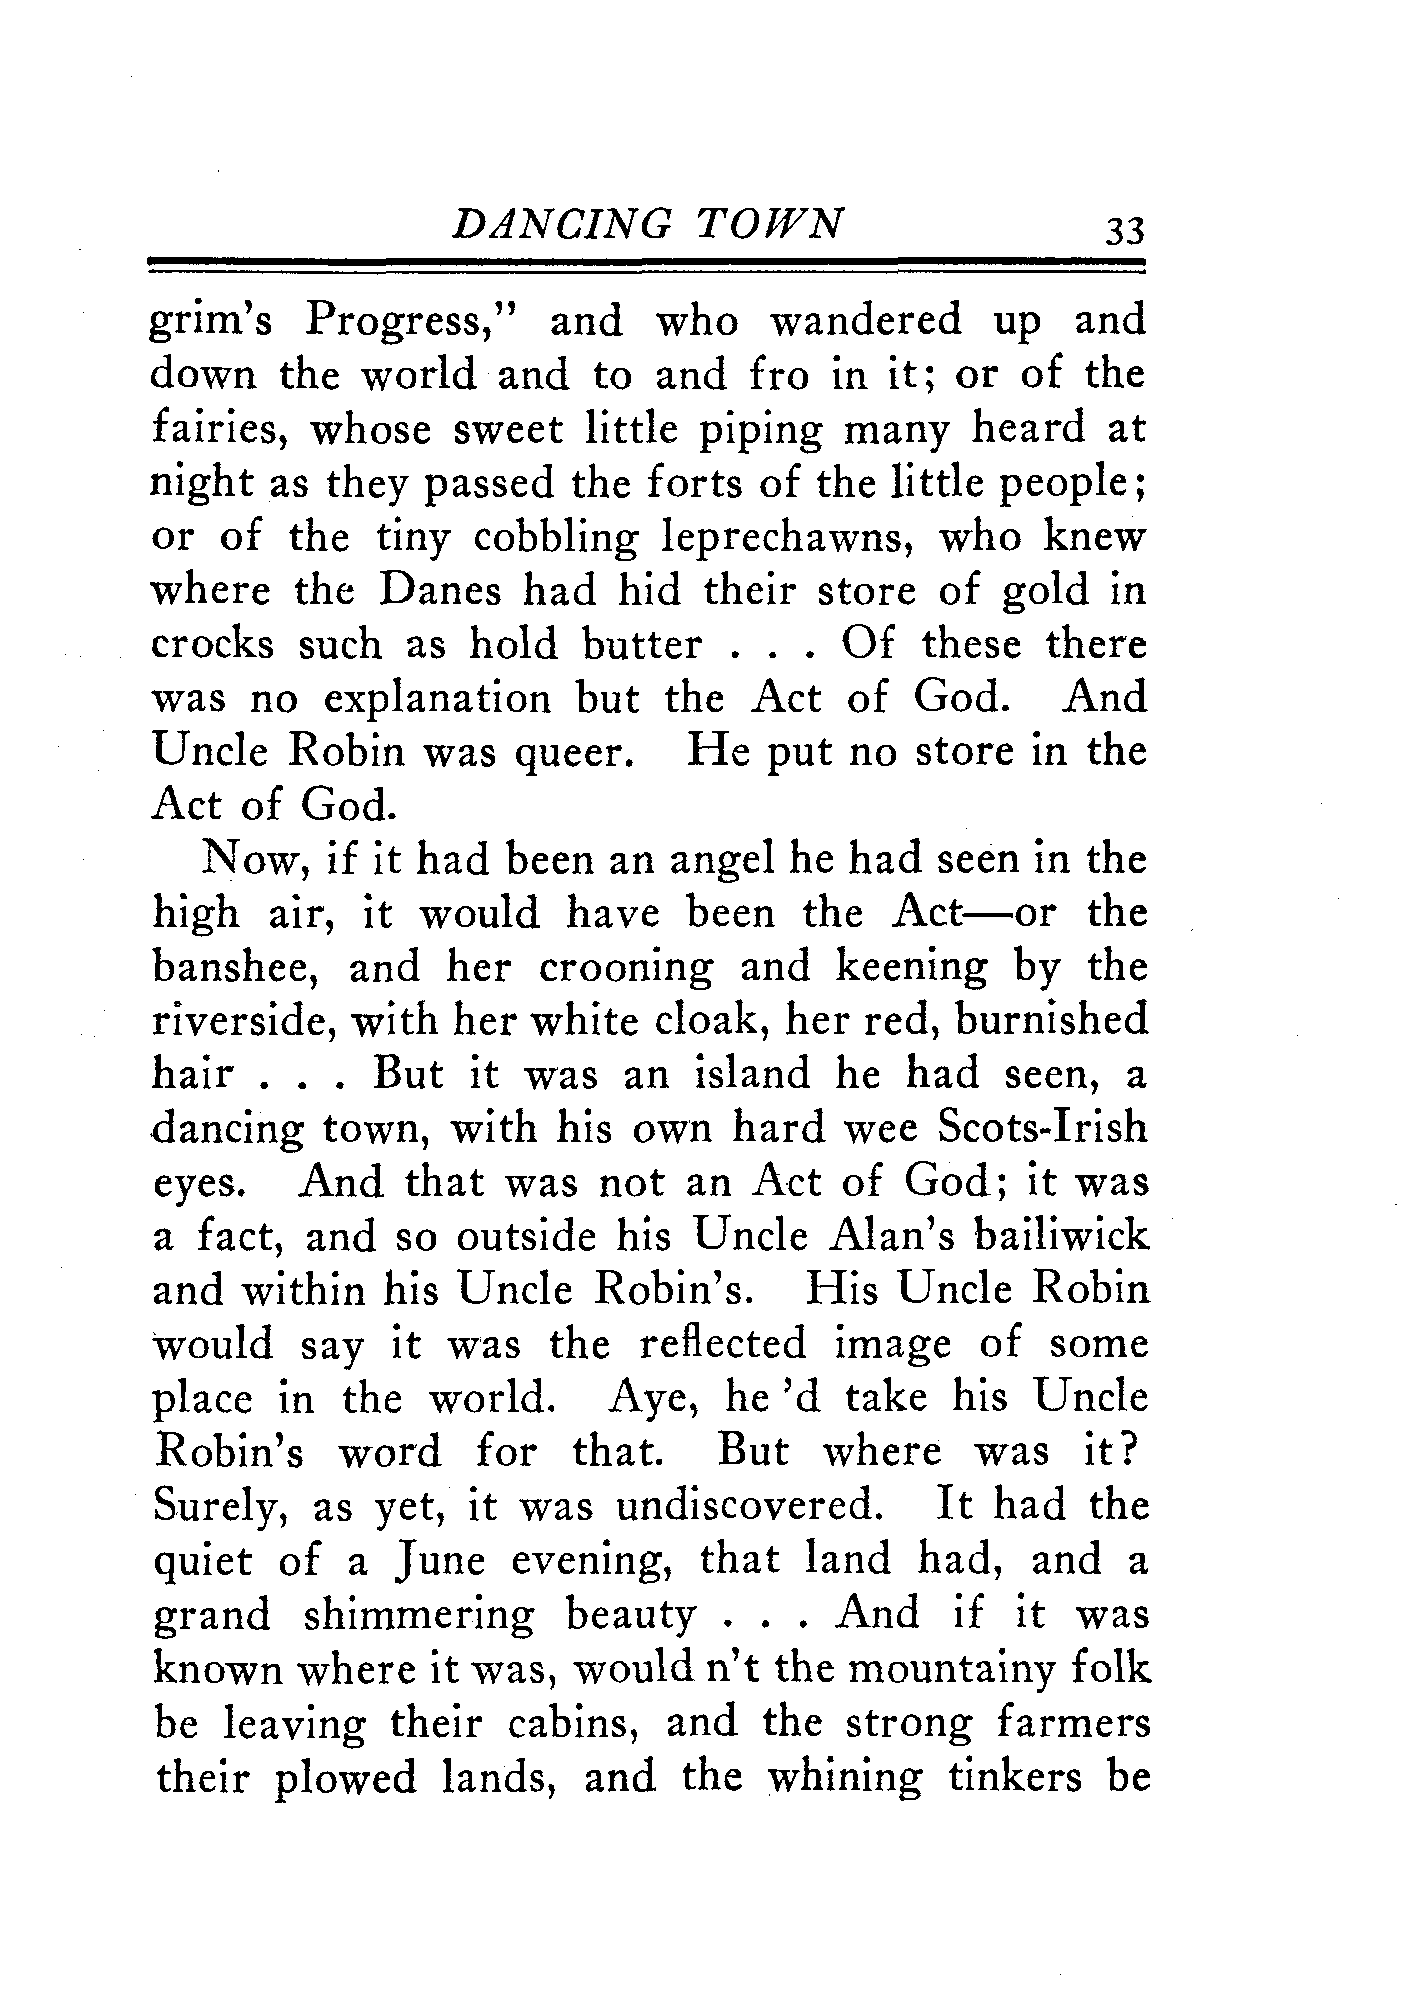 DANCING TOWN 33
grim's Progress," and who wandered up and
down the world and to and fro in it; or of the
fairies, whose sweet little piping many heard at
night as they passed the forts of the little people;
or of the tiny cobbling leprechawns, who knew
where the Danes had hid their store of gold in
crocks such as hold butter . . . Of these there
was no explanation but the Act of God. And
Uncle Robin was queer. He put no store in the
Act of God.
Now, if it had been an angel he had seen in the
high air, it would have been the Act—or the
banshee, and her crooning and keening by the
riverside, with her white cloak, her red, burnished
hair . . . But it was an island he had seen, a
dancing town, with his own hard wee Scots-Irish
eyes. And that was not an Act of God; it was
a fact, and so outside his Uncle Alan's bailiwick
and within his Uncle Robin's. His Uncle Robin
would say it was the reflected image of some
place in the world. Aye, he 'd take his Uncle
Robin's word for that. But where was it?
Surely, as yet, it was undiscovered. It had the
quiet of a June evening, that land had, and a
grand shimmering beauty . . . And if it was
known where it was, would n't the mountainy folk
be leaving their cabins, and the strong farmers
their plowed lands, and the whining tinkers be